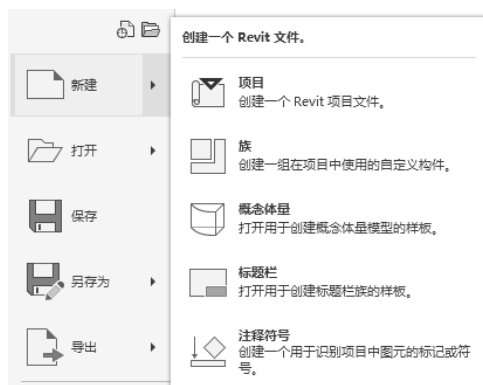 创建一个 Revit 文件。
新建
项目
创建一个 Revit 项目文件。
打开
族
创建一组在项目中使用的自定义构件。
保存
概念体量
打开用于创建概念体量模型的样板。
另存为
标题栏
打开用于创建标题栏族的样板。
导出
注释符号
创建一个用于识别项目中图元的标记或符
号。